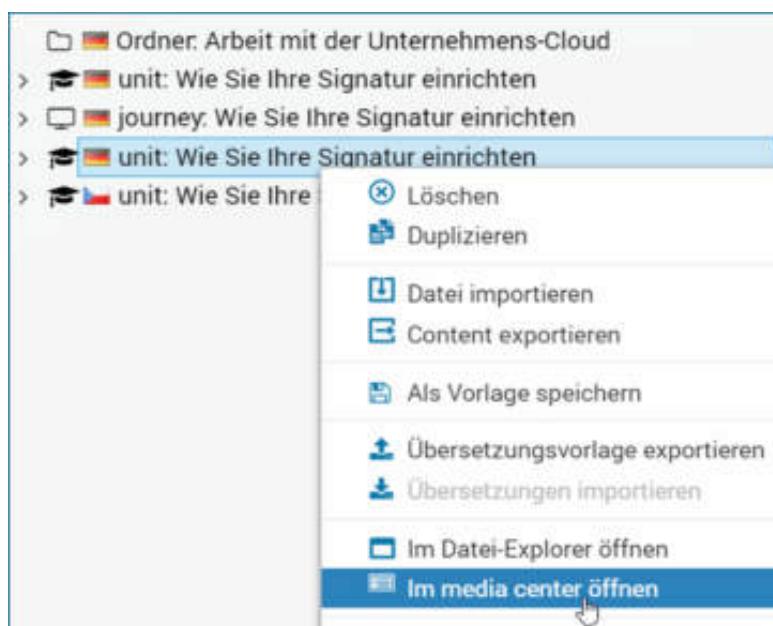 Ordner: Arbeit mit der Unternehmens-Cloud
unit: Wie Sie Ihre Signatur einrichten
journey: Wie Sie Ihre Signatur einrichten
unit: Wie Sie Ihre Signatur einrichten
unit: Wie Sie Ihre
Löschen
Duplizieren
Datei importieren
Content exportieren
Als Vorlage speichern
Übersetzungsvorlage exportieren
Übersetzungen importieren
Im Datei-Explorer öffnen
Im media center öffnen